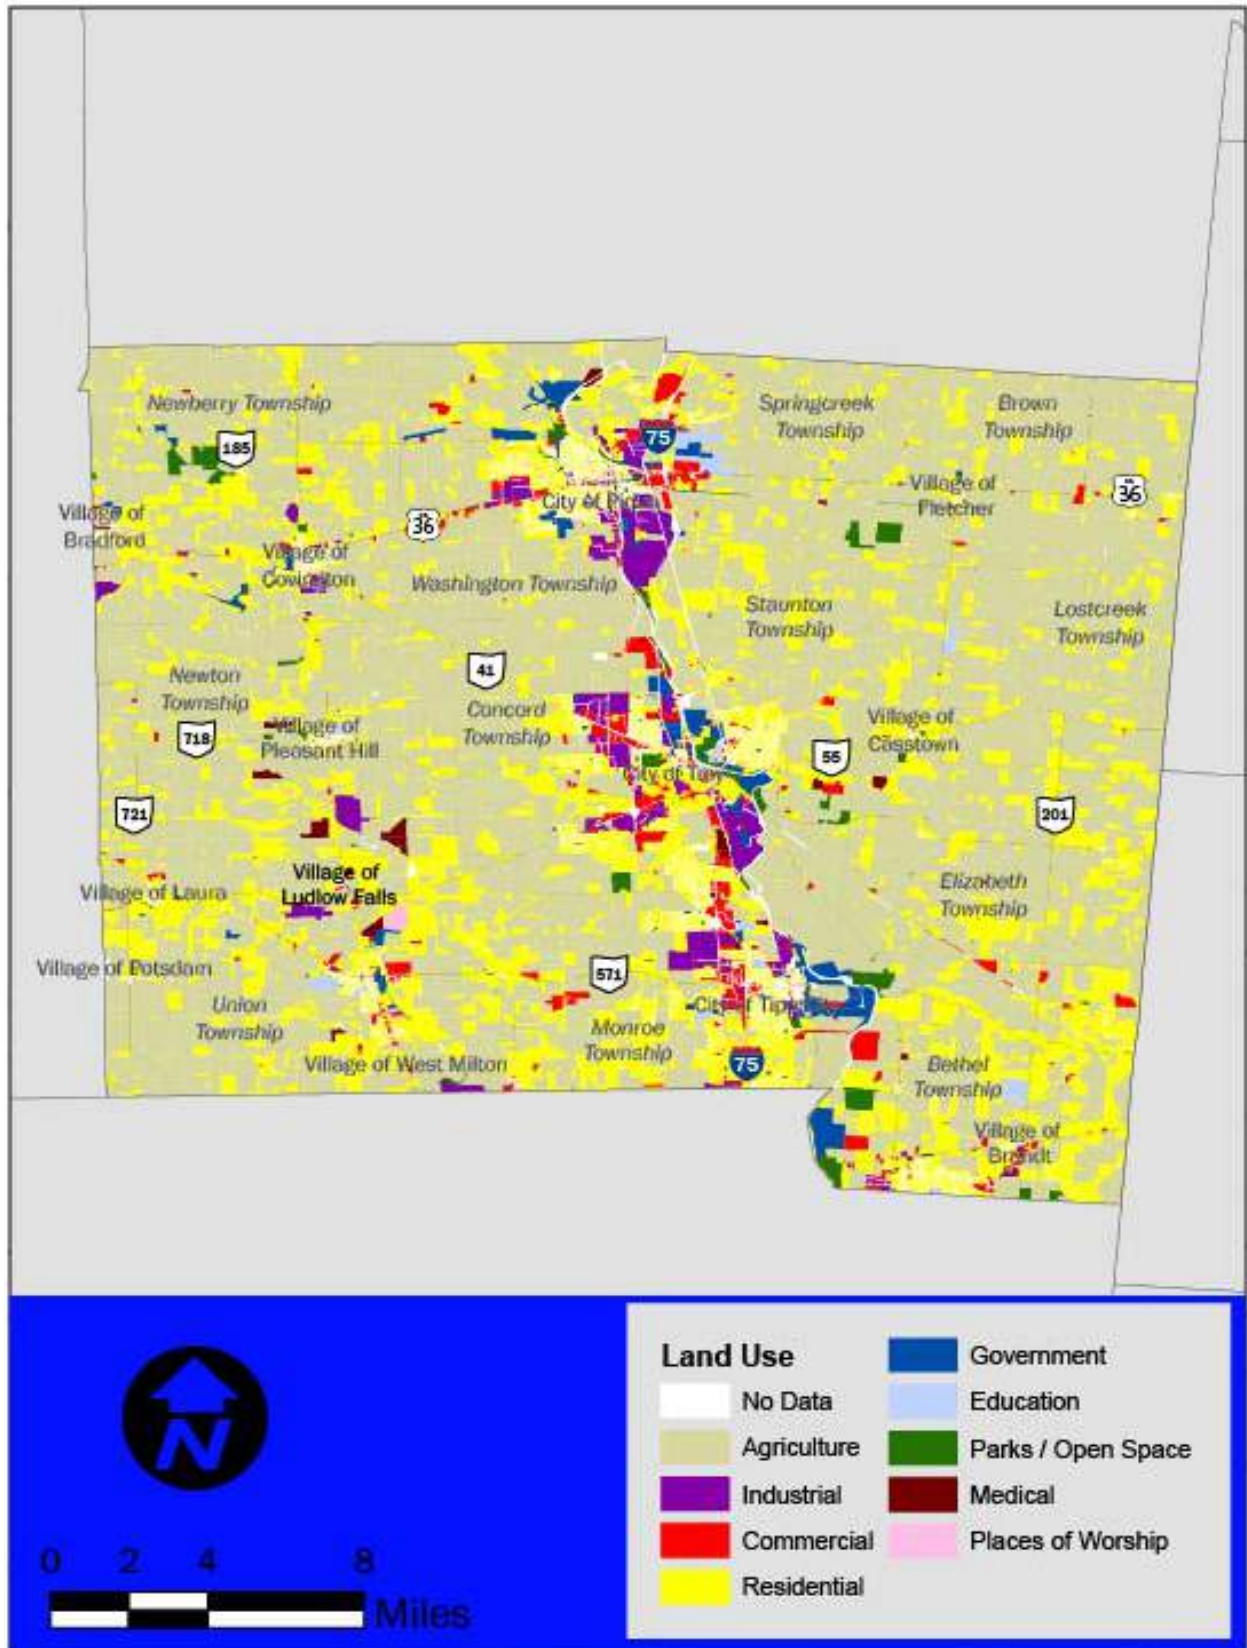 Newberry Township
Springcreek
Township
Brown
Township
185
75
36
Village of
Fletcher
36
Village of
Bradford
City of Piqua
Village of
Covington
Washington Township
Staunton
Township
Lostcreek
Township
41
Newton
Township
Concord
Township
Village of
Casstown
718
Village of
Pleasant Hill
55
City of Troy
721
201
Village of
Ludlow Falls
Village of Laura
Elizabeth
Township
Village of Potsdam
571
Union
Township
City of Tipp City
Monroe
Township
Village of West Milton
75
Bethel
Township
Village of
Brandt
Land Use
No Data
Agriculture
Industrial
Commercial
Residential
Government
Education
Parks / Open Space
Medical
Places of Worship
N
0 2 4 8
Miles